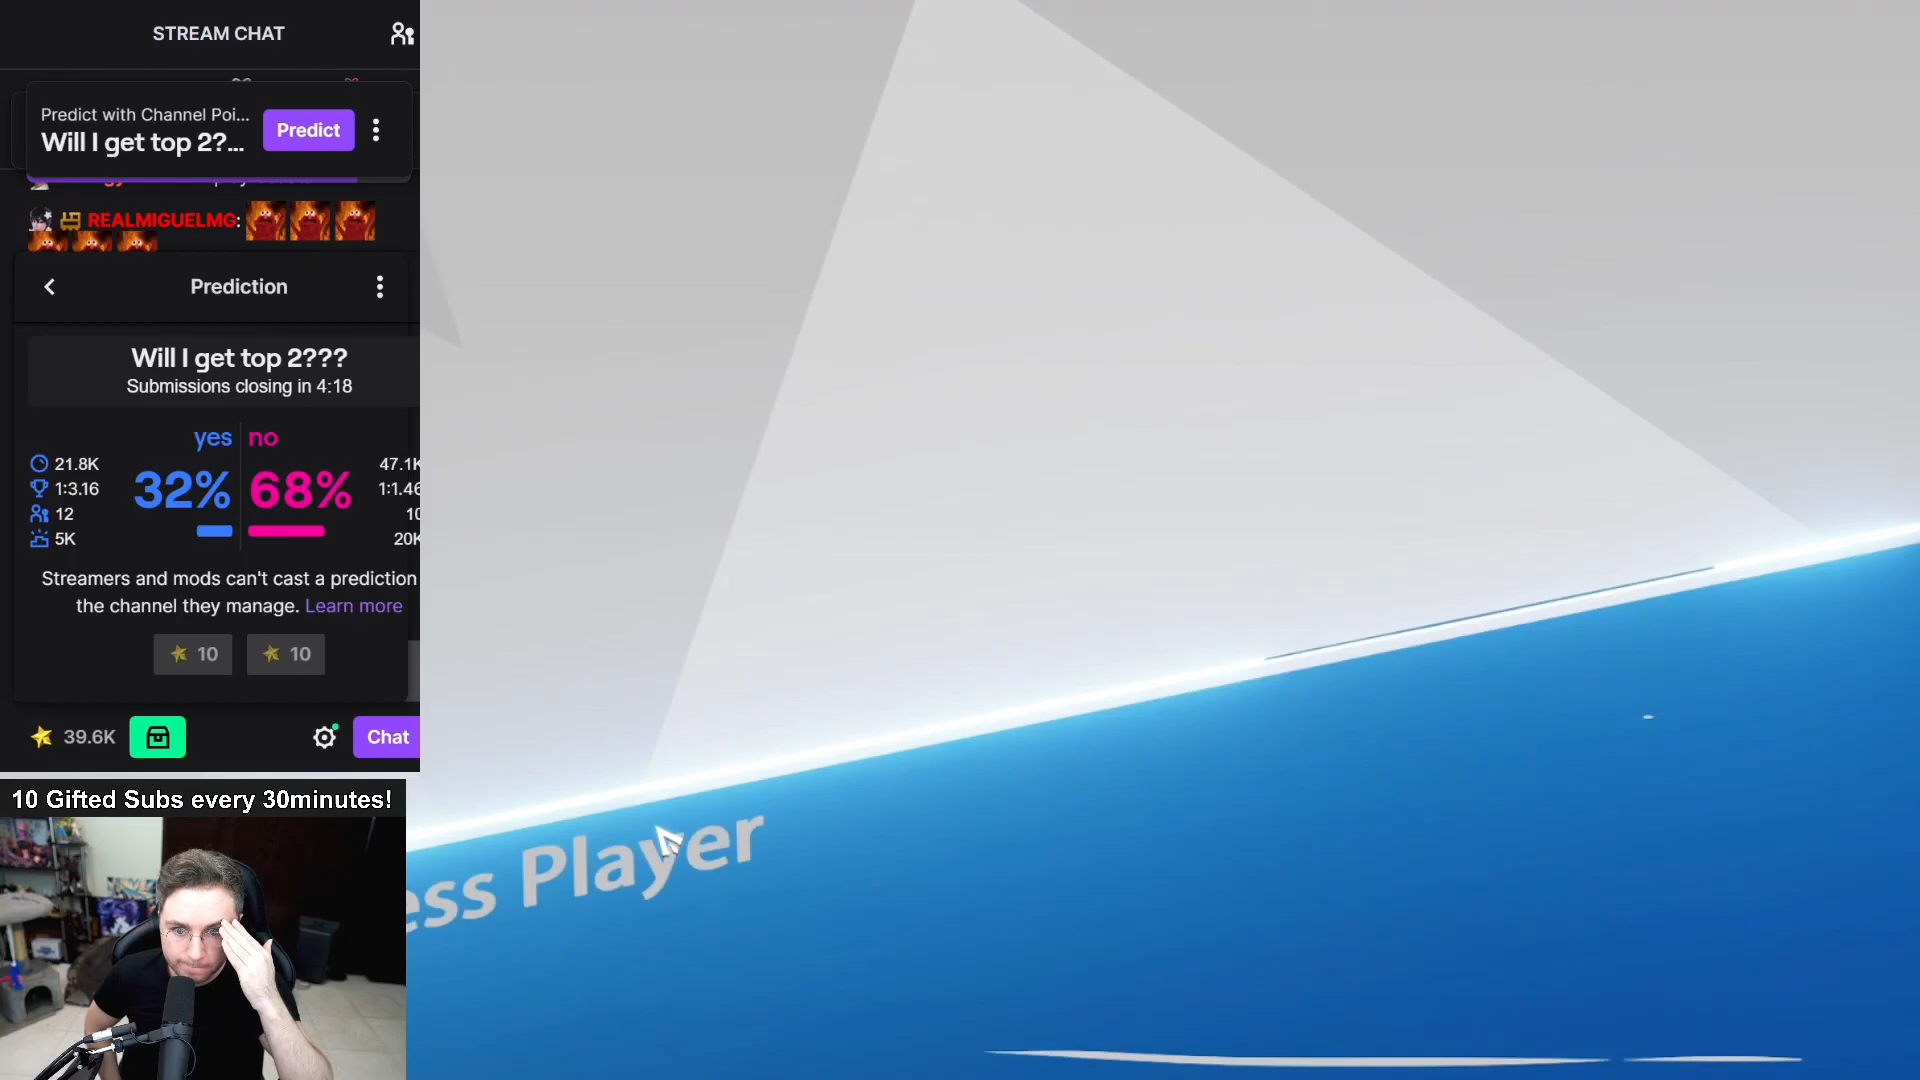 STREAM CHAT
Predict with Channel Poi...
Will I get top 2?...
Predict
REALMIGUELMG:
Prediction
Will I get top 2???
Submissions closing in 4:18
yes no
21.8K
32% 68%
47.1K
1:3.16
1:1.46
12
10
5K
20K
Streamers and mods can't cast a prediction
the channel they manage. Learn more
10
10
39.6K
Chat
10 Gifted Subs every 30minutes!
ess Player